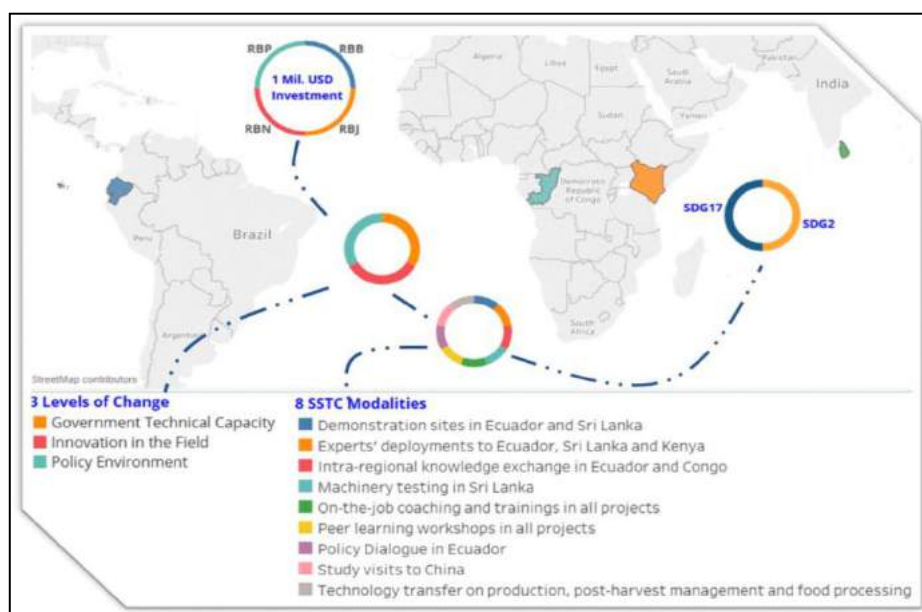 RBP
RBB
1 Mil. USD
Investment
RBN
RBJ
Algeria
Libya
Egypt
Saudi
Arabia
Pakistan
India
Sudan
Yemen
Democratic
Republic
of Congo
SDG17
SDG2
Peru
Brazil
Argentina
South
Africa
StreetMap contributors
3 Levels of Change
Government Technical Capacity
Innovation in the Field
Policy Environment
8 SSTC Modalities
Demonstration sites in Ecuador and Sri Lanka
Experts' deployments to Ecuador, Sri Lanka and Kenya
Intra-regional knowledge exchange in Ecuador and Congo
Machinery testing in Sri Lanka
On-the-job coaching and trainings in all projects
Peer learning workshops in all projects
Policy Dialogue in Ecuador
Study visits to China
Technology transfer on production, post-harvest management and food processing